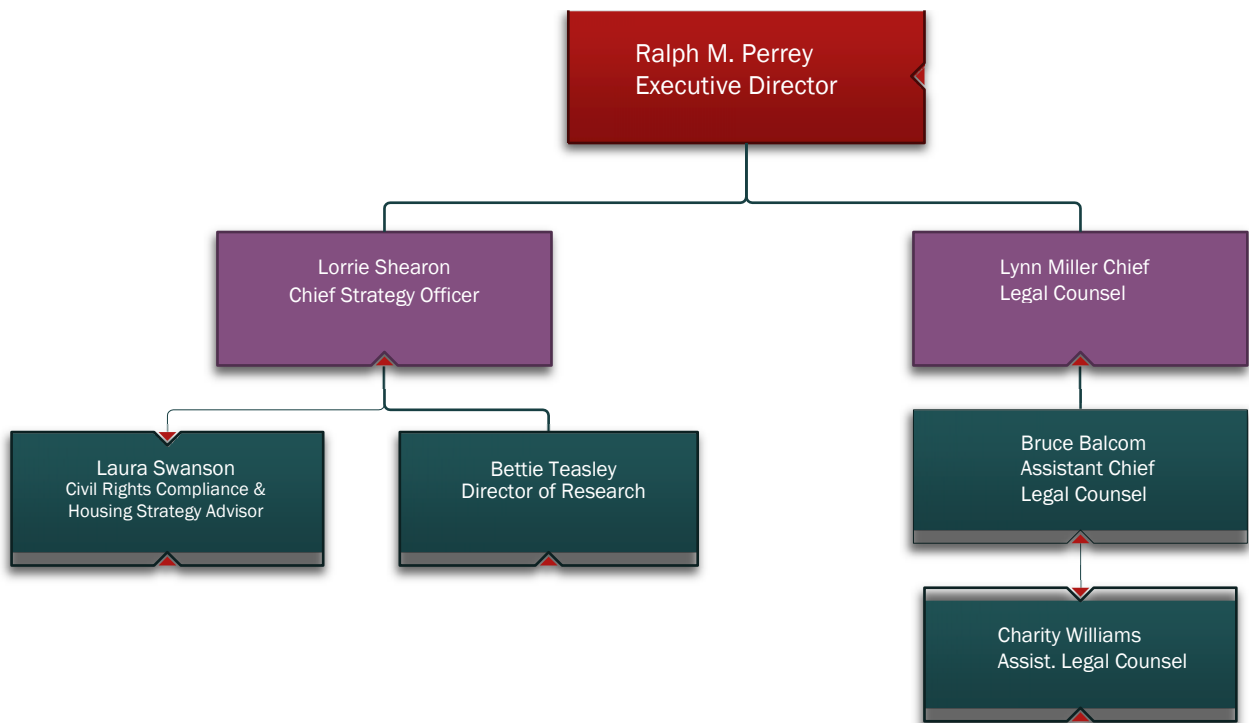 Ralph M. Perrey
Executive Director
Lorrie Shearon
Chief Strategy Officer
Lynn Miller Chief
Legal Counsel
Laura Swanson
Civil Rights Compliance &
Housing Strategy Advisor
Bettie Teasley
Director of Research
Bruce Balcom
Assistant Chief
Legal Counsel
Charity Williams
Assist. Legal Counsel